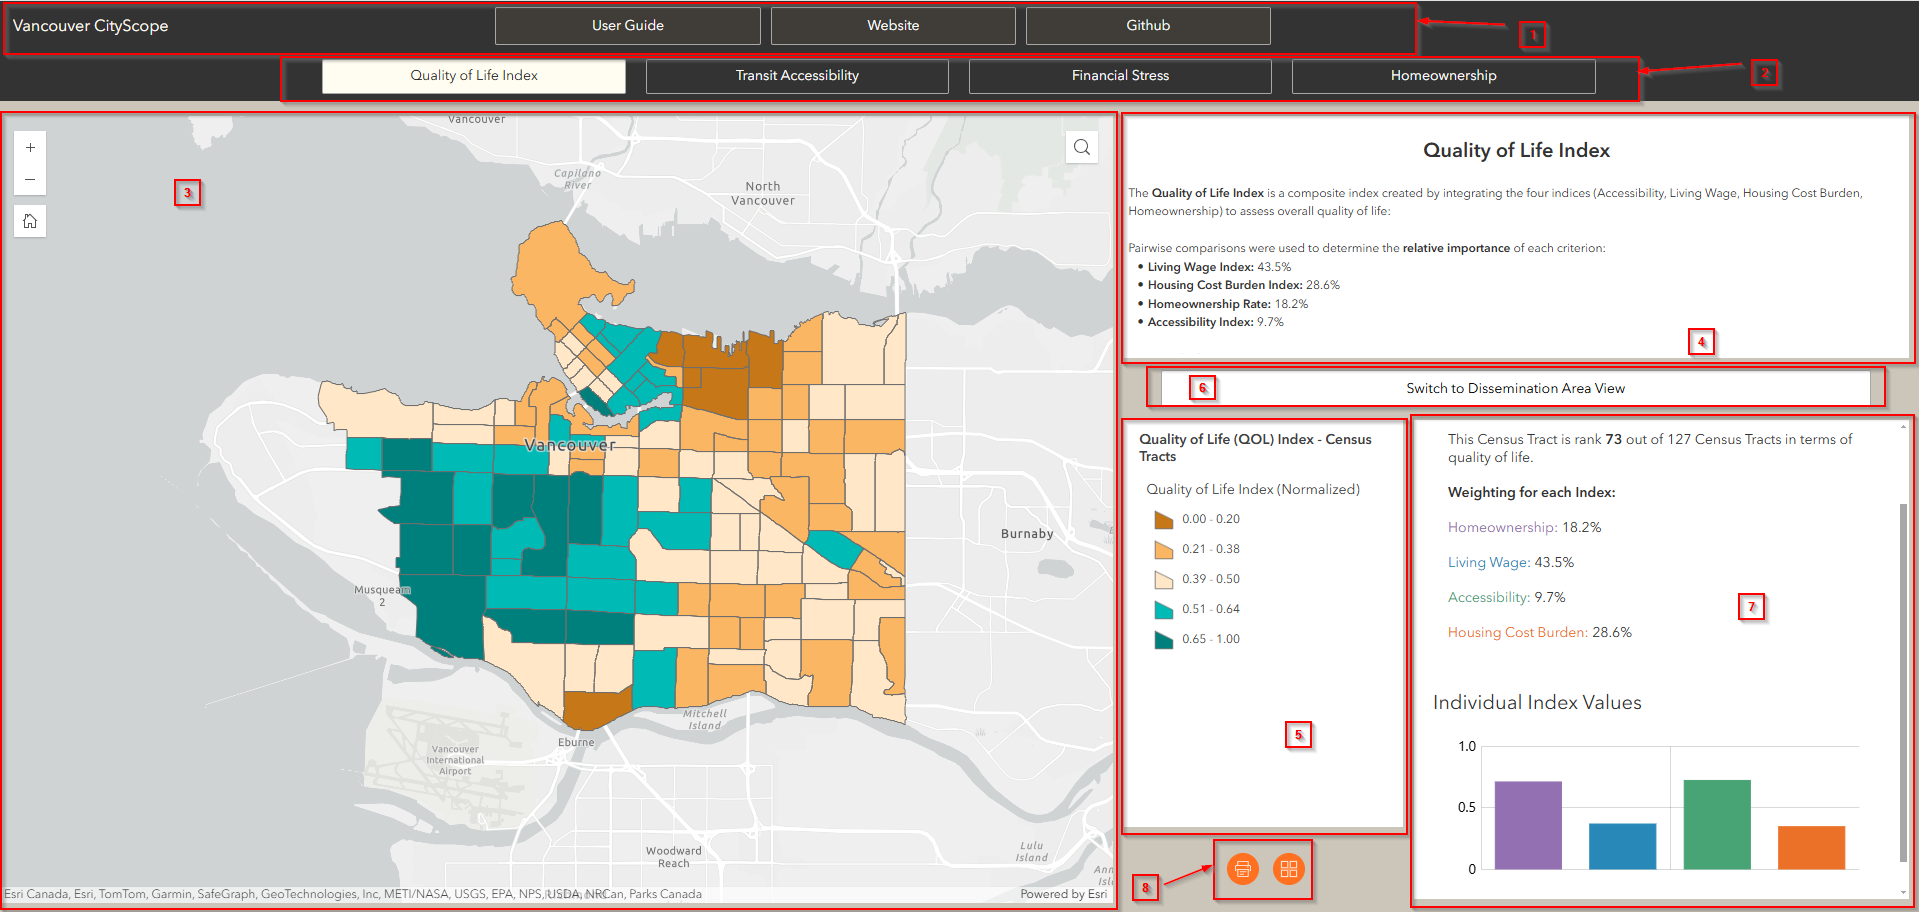 Vancouver CityScope
User Guide
Website
Github
1
Quality of Life Index
Transit Accessibility
Financial Stress
Homeownership
2
+
−
3
Vancouver
Capilano
River
North
Vancouver
Vancouver
Burnaby
Musqueam
2
Mitchell
Island
Eburne
Vancouver
International
Airport
Woodward
Reach
Lulu
Island
Esri Canada, Esri, TomTom, Garmin, SafeGraph, GeoTechnologies, Inc, METI/NASA, USGS, EPA, NPS, USDA, NRCan, Parks Canada
Powered by Esri
Quality of Life Index
The Quality of Life Index is a composite index created by integrating the four indices (Accessibility, Living Wage, Housing Cost Burden,
Homeownership) to assess overall quality of life:
Pairwise comparisons were used to determine the relative importance of each criterion:
• Living Wage Index: 43.5%
• Housing Cost Burden Index: 28.6%
• Homeownership Rate: 18.2%
• Accessibility Index: 9.7%
4
6
Switch to Dissemination Area View
Quality of Life (QOL) Index - Census
Tracts
Quality of Life Index (Normalized)
0.00 - 0.20
0.21 - 0.38
0.39 - 0.50
0.51 - 0.64
0.65 - 1.00
5
8
This Census Tract is rank 73 out of 127 Census Tracts in terms of
quality of life.
Weighting for each Index:
Homeownership: 18.2%
Living Wage: 43.5%
Accessibility: 9.7%
Housing Cost Burden: 28.6%
7
Individual Index Values
1.0
0.5
0